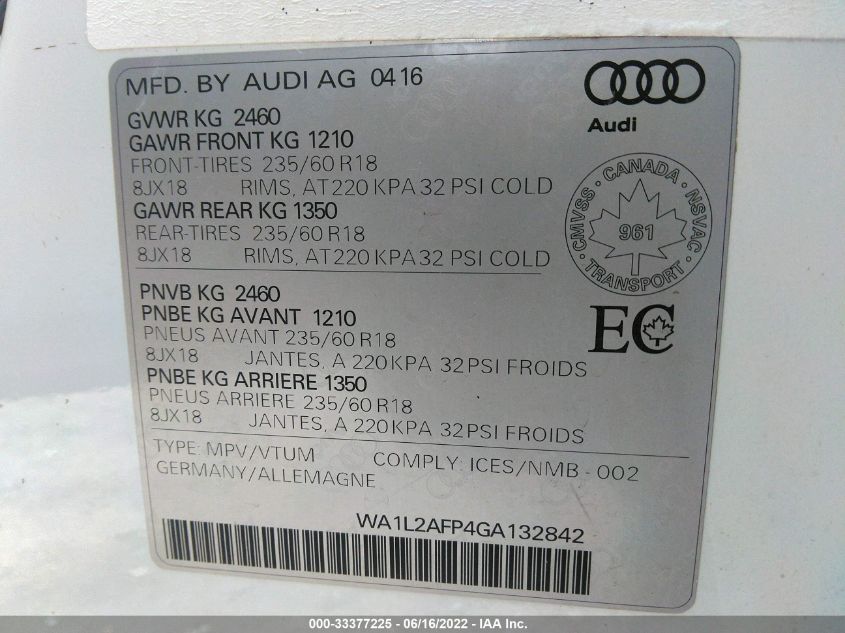 MFD. BY AUDI AG 0416
Audi
GVWR KG 2460
GAWR FRONT KG 1210
FRONT-TIRES 235/60 R18
8JX18 RIMS, AT 220 KPA 32 PSI COLD
GAWR REAR KG 1350
REAR-TIRES 235/60 R18
8JX18 RIMS, AT 220 KPA 32 PSI COLD
CMVSS · CANADA · NSVAC · TRANSPORT
961
PNVB KG 2460
PNBE KG AVANT 1210
PNEUS AVANT 235/60 R18
8JX18 JANTES, A 220 KPA 32 PSI FROIDS
PNBE KG ARRIERE 1350
PNEUS ARRIERE 235/60 R18
8JX18 JANTES, A 220 KPA 32 PSI FROIDS
EC
TYPE: MPV/VTUM COMPLY: ICES/NMB - 002
GERMANY/ALLEMAGNE
WA1L2AFP4GA132842
000-33377225 - 06/16/2022 - IAA Inc.